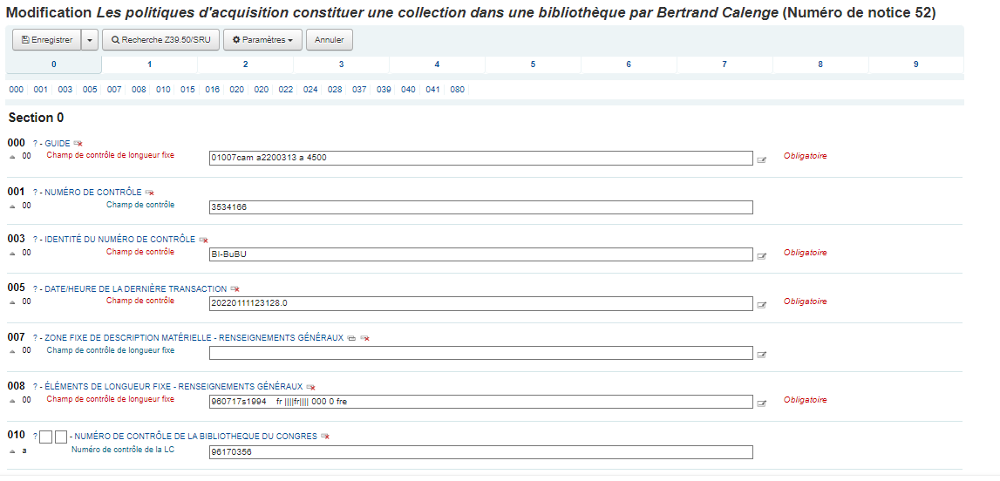 Modification Les politiques d'acquisition constituer une collection dans une bibliothèque par Bertrand Calenge (Numéro de notice 52)
Enregistrer Recherche Z39.50/SRU Paramètres Annuler
0 1 2 3 4 5 6 7 8 9
000 001 003 005 007 008 010 015 016 020 020 022 024 028 037 039 040 041 080
Section 0
000 ? - GUIDE
00 Champ de contrôle de longueur fixe 01007cam a2200313 a 4500 Obligatoire
001 ? - NUMÉRO DE CONTRÔLE
00 Champ de contrôle 3534166
003 ? - IDENTITÉ DU NUMÉRO DE CONTRÔLE
00 Champ de contrôle BI-BuBU Obligatoire
005 ? - DATE/HEURE DE LA DERNIÈRE TRANSACTION
00 Champ de contrôle 20220111123128.0 Obligatoire
007 ? - ZONE FIXE DE DESCRIPTION MATÉRIELLE - RENSEIGNEMENTS GÉNÉRAUX
00 Champ de contrôle de longueur fixe
008 ? - ÉLÉMENTS DE LONGUEUR FIXE - RENSEIGNEMENTS GÉNÉRAUX
00 Champ de contrôle de longueur fixe 960717s1994 fr ||||fr|||| 000 0 fre Obligatoire
010 ? - NUMÉRO DE CONTRÔLE DE LA BIBLIOTHEQUE DU CONGRES
a Numéro de contrôle de la LC 96170356